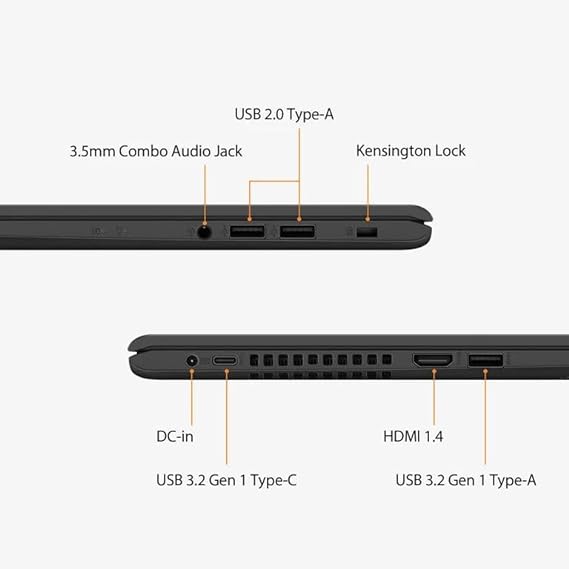 USB 2.0 Type-A
3.5mm Combo Audio Jack
Kensington Lock
DC-in
HDMI 1.4
USB 3.2 Gen 1 Type-C
USB 3.2 Gen 1 Type-A